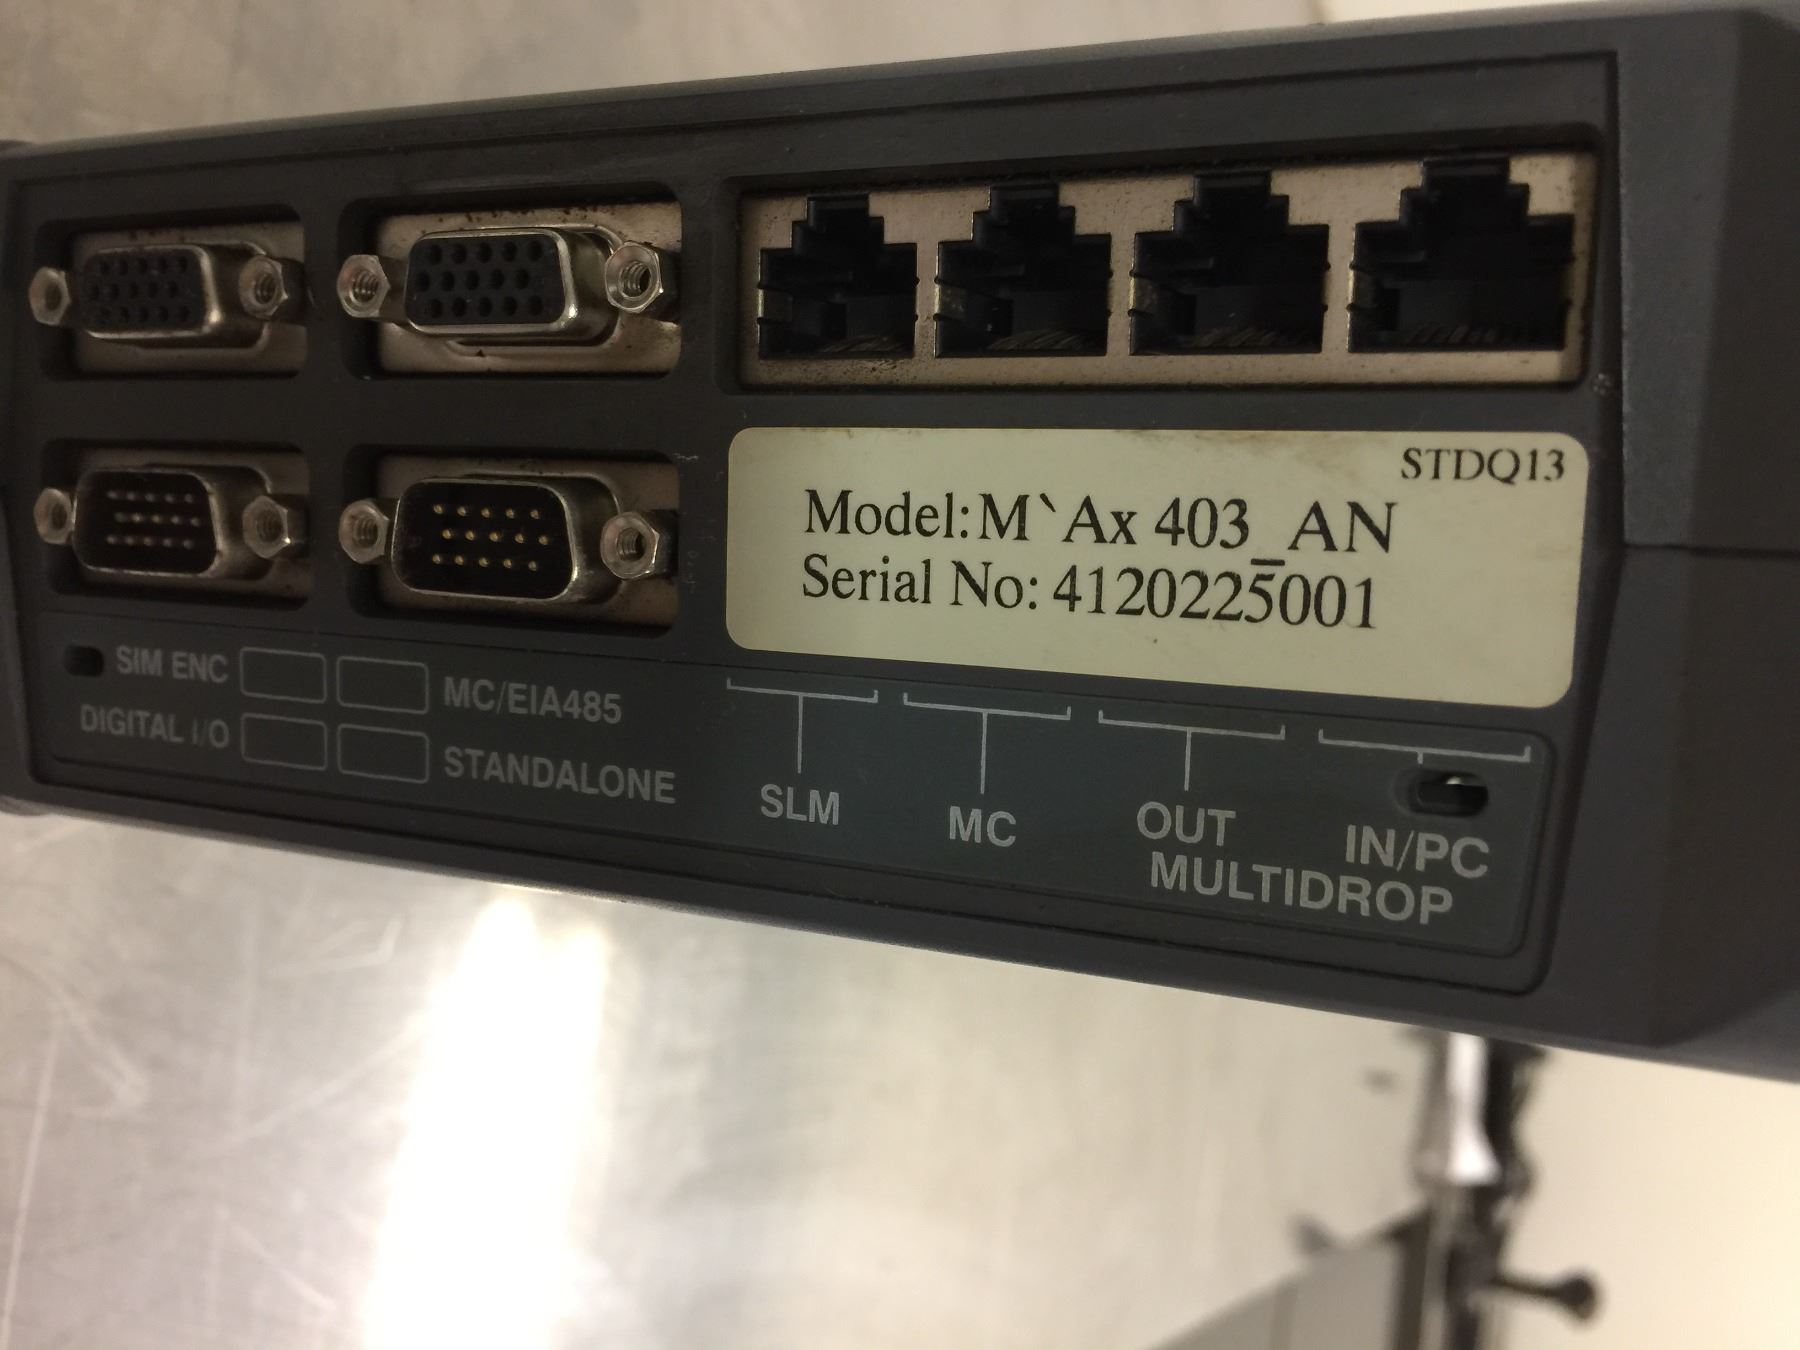 STDQ13
Model: M`Ax 403_AN
Serial No: 4120225001
SIM ENC
MC/EIA485
DIGITAL I/O
STANDALONE
SLM
MC
OUT
IN/PC
MULTIDROP